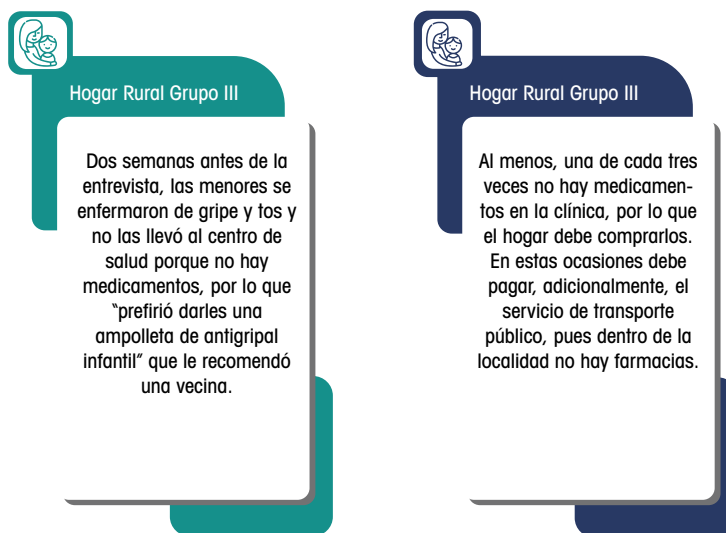 Hogar Rural Grupo III
Dos semanas antes de la
entrevista, las menores se
enfermaron de gripe y tos y
no las llevó al centro de
salud porque no hay
medicamentos, por lo que
“prefirió darles una
ampolleta de antigripal
infantil” que le recomendó
una vecina.
Hogar Rural Grupo III
Al menos, una de cada tres
veces no hay medicamen-
tos en la clínica, por lo que
el hogar debe comprarlos.
En estas ocasiones debe
pagar, adicionalmente, el
servicio de transporte
público, pues dentro de la
localidad no hay farmacias.